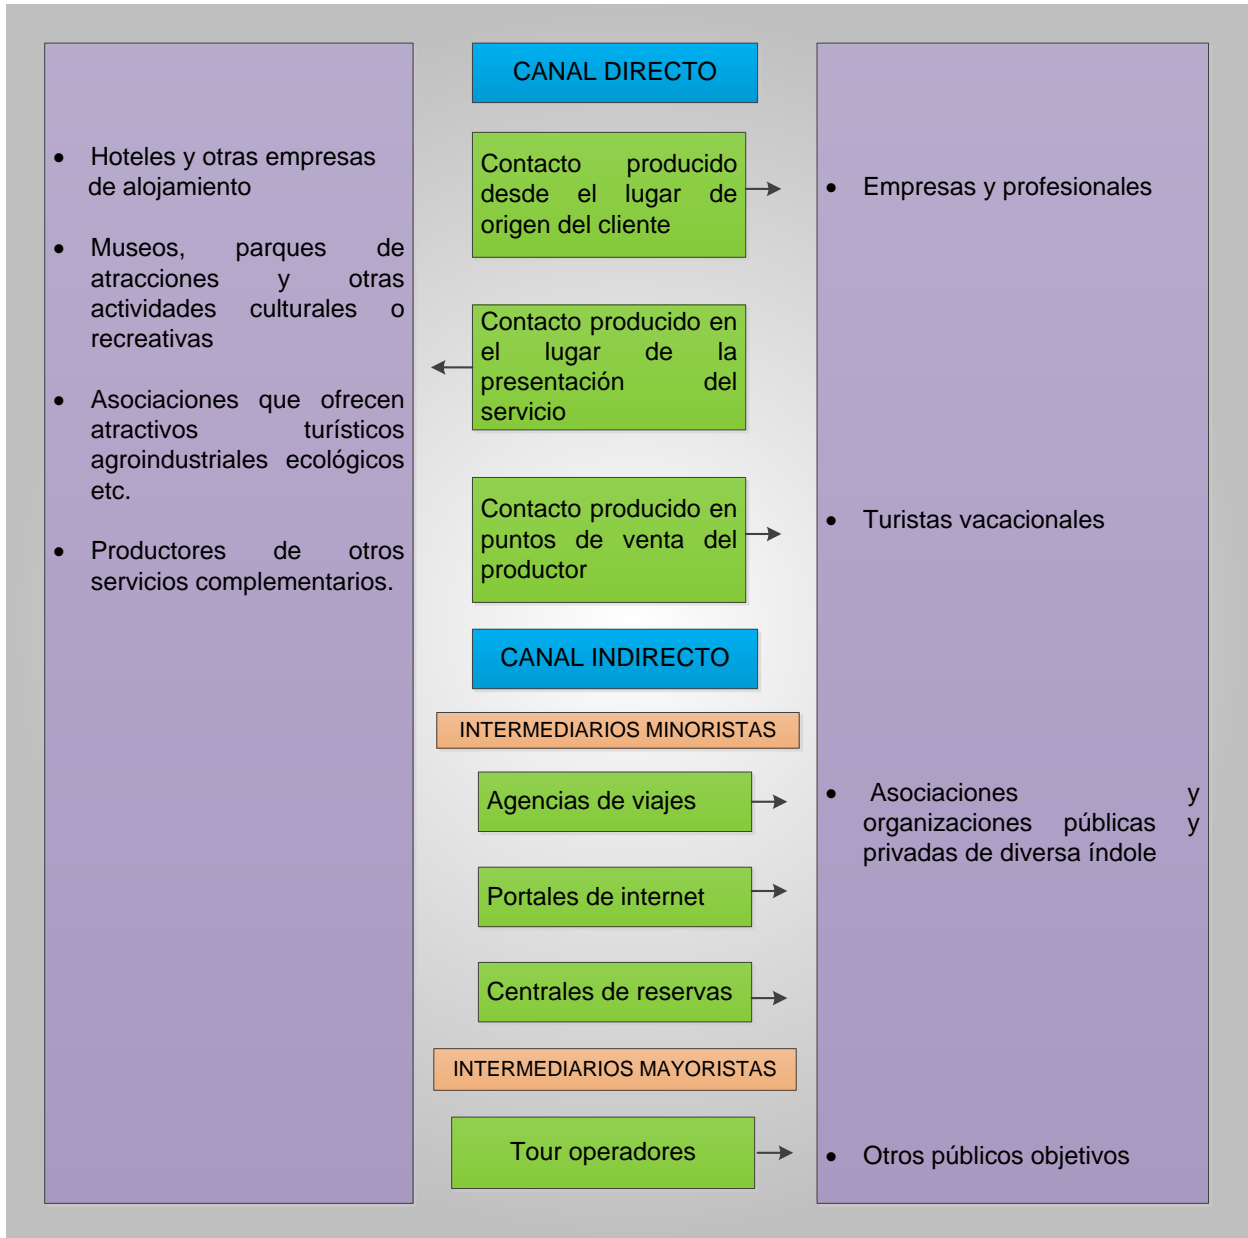 • Hoteles y otras empresas
de alojamiento
• Museos, parques de
atracciones y otras
actividades culturales o
recreativas
• Asociaciones que ofrecen
atractivos turísticos
agroindustriales ecológicos
etc.
• Productores de otros
servicios complementarios.
CANAL DIRECTO
Contacto producido
desde el lugar de
origen del cliente
Contacto producido en
el lugar de la
presentación del
servicio
Contacto producido en
puntos de venta del
productor
CANAL INDIRECTO
INTERMEDIARIOS MINORISTAS
Agencias de viajes
Portales de internet
Centrales de reservas
INTERMEDIARIOS MAYORISTAS
Tour operadores
• Empresas y profesionales
• Turistas vacacionales
• Asociaciones y
organizaciones públicas y
privadas de diversa índole
• Otros públicos objetivos